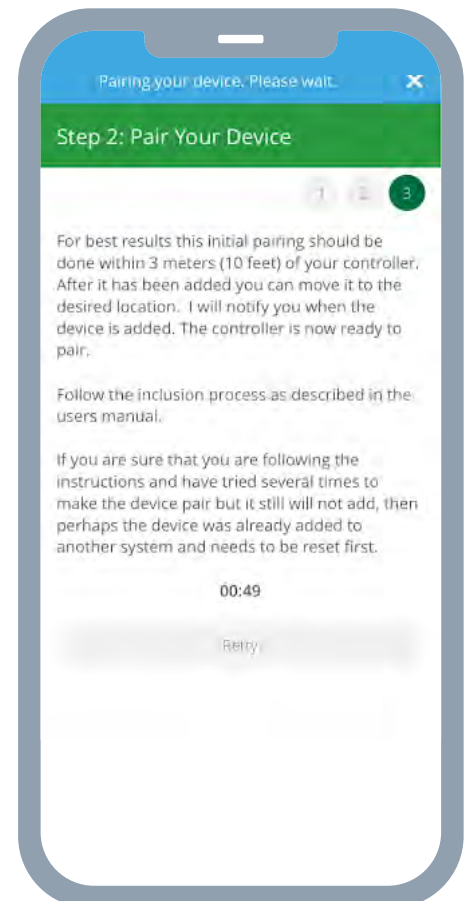 Pairing your device. Please wait.
Step 2: Pair Your Device
1 2 3
For best results this initial pairing should be
done within 3 meters (10 feet) of your controller.
After it has been added you can move it to the
desired location. I will notify you when the
device is added. The controller is now ready to
pair.
Follow the inclusion process as described in the
users manual.
If you are sure that you are following the
instructions and have tried several times to
make the device pair but it still will not add, then
perhaps the device was already added to
another system and needs to be reset first.
00:49
Retry